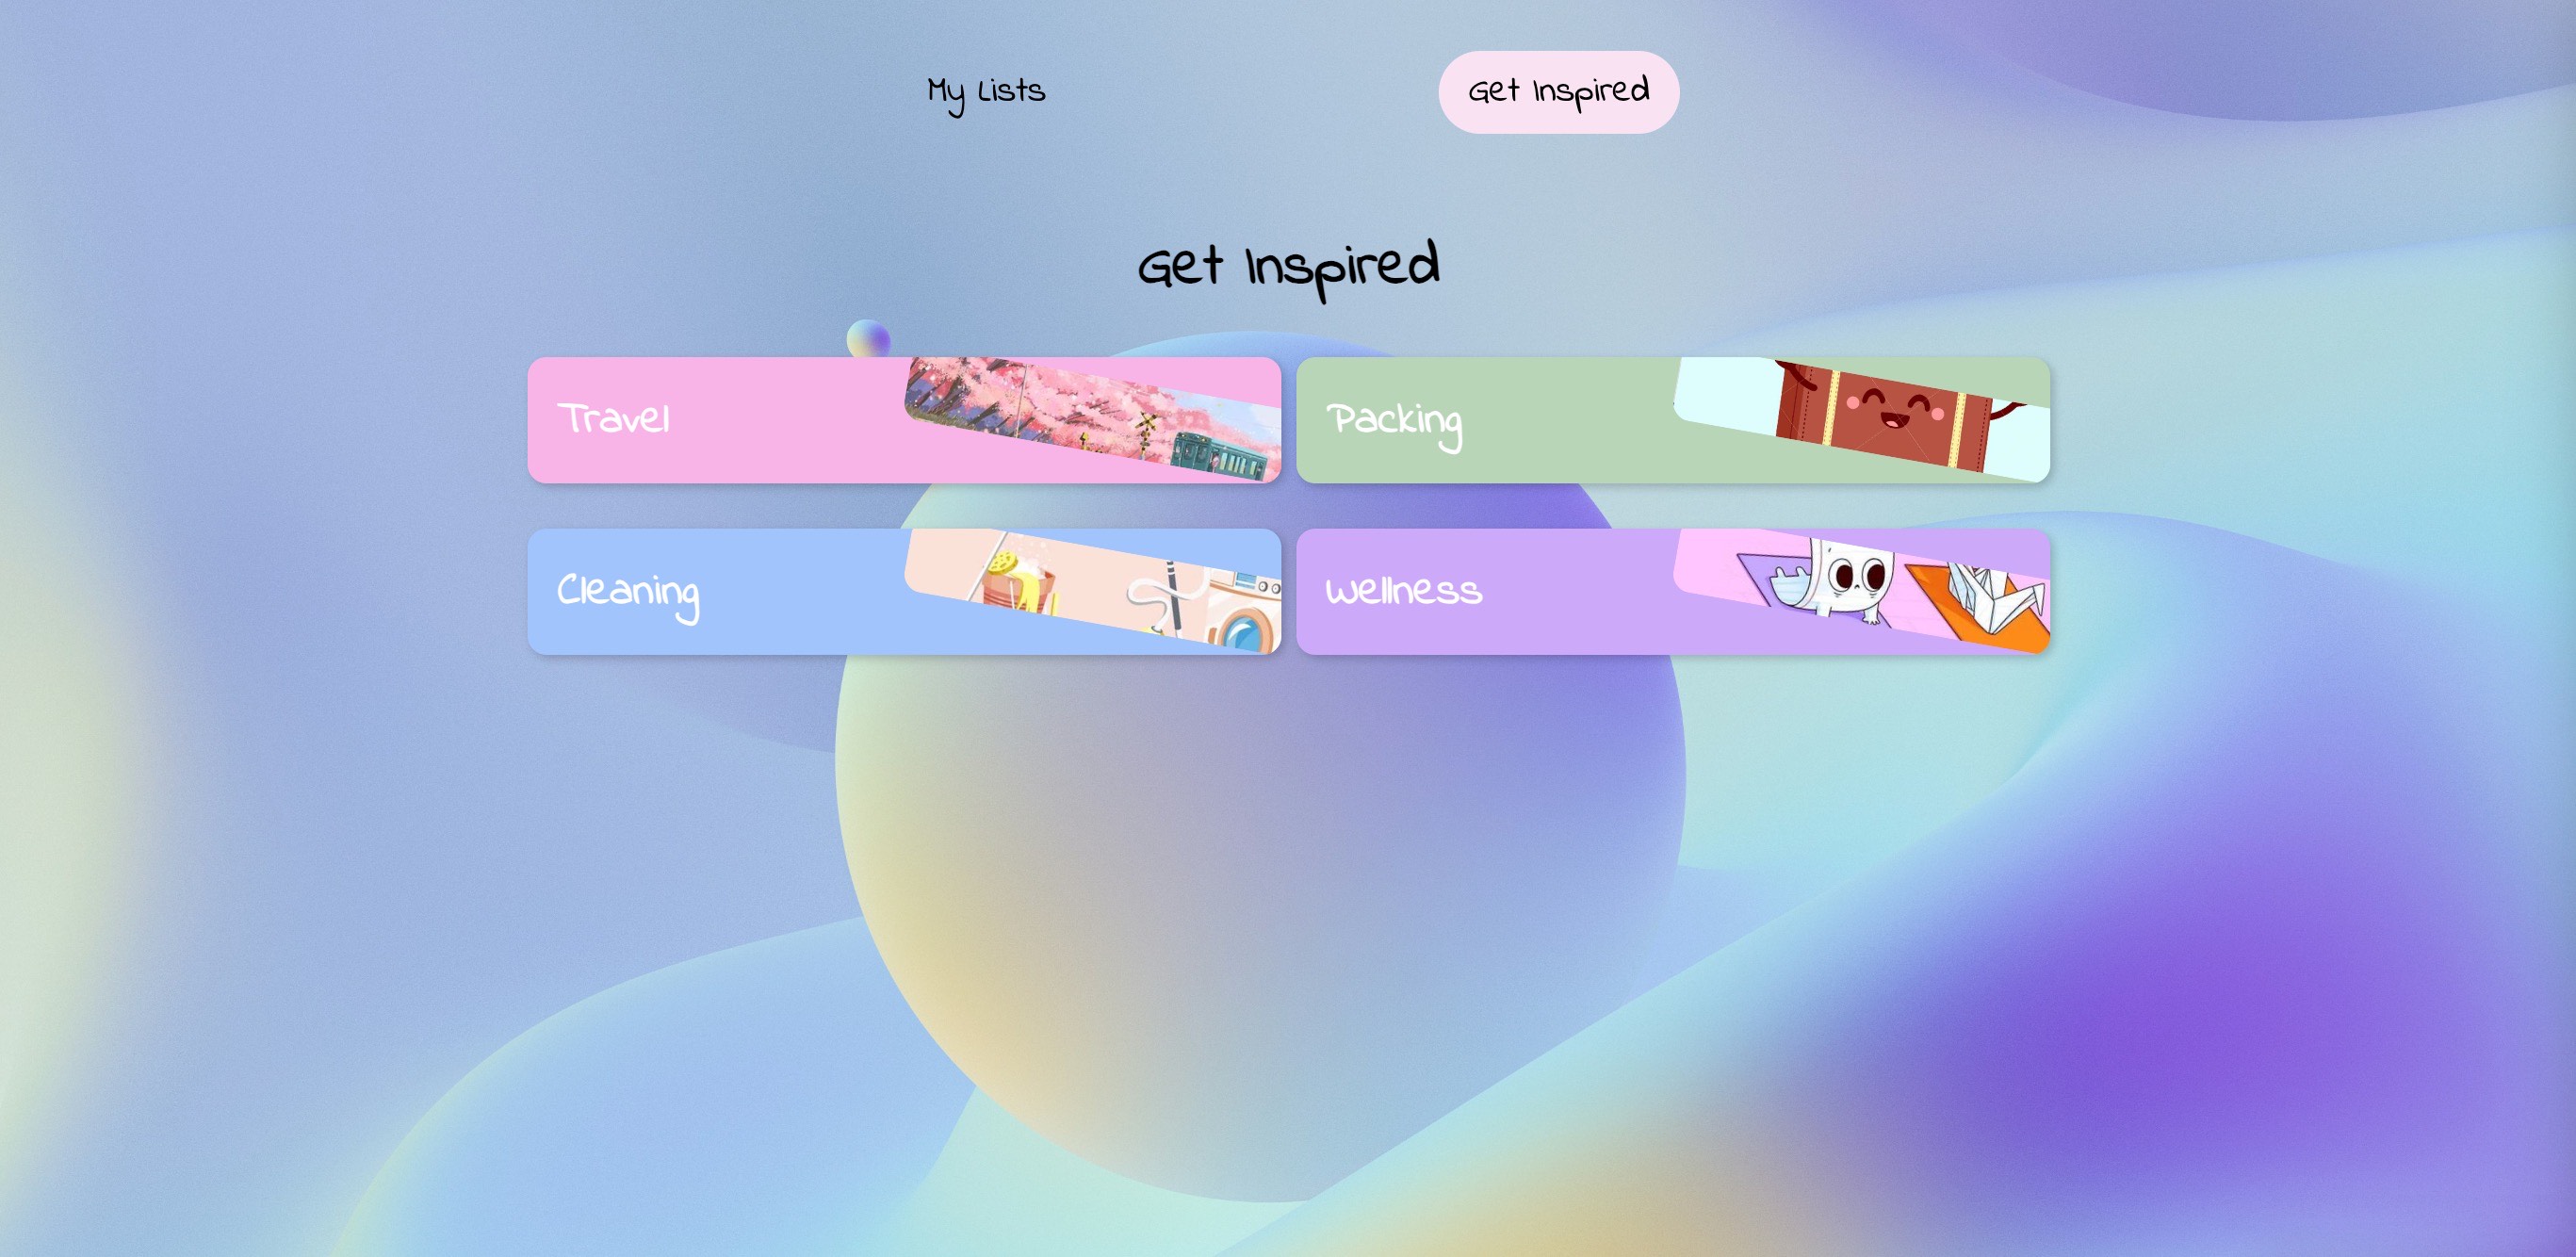 My Lists
Get Inspired
Get Inspired
Travel
Packing
Cleaning
Wellness